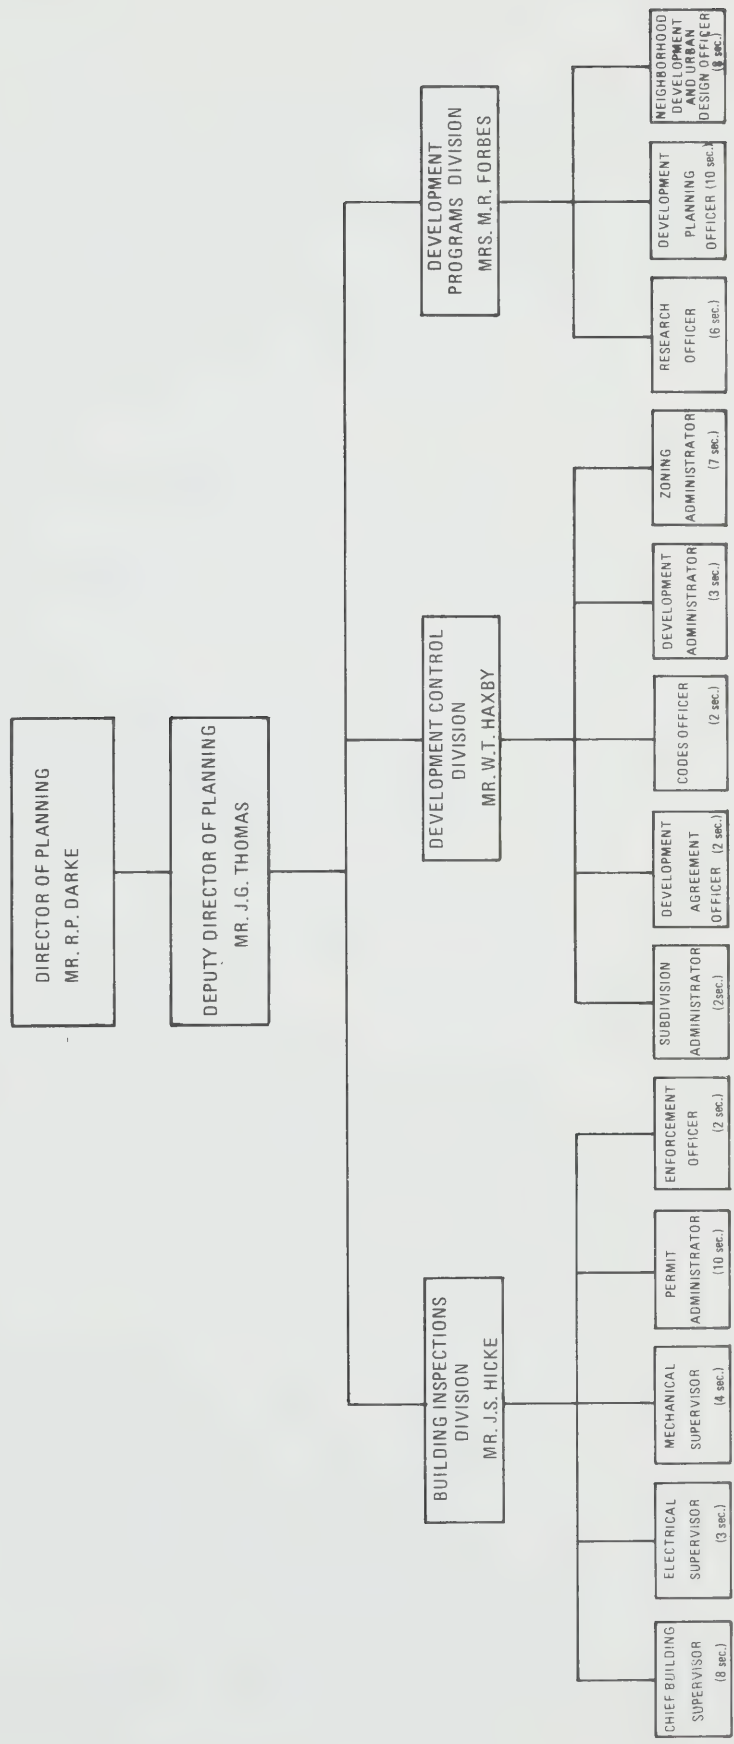 DIRECTOR OF PLANNING
MR. R.P. DARKE
DEPUTY DIRECTOR OF PLANNING
MR. J.G. THOMAS
BUILDING INSPECTIONS
DIVISION
MR. J.S. HICKE
DEVELOPMENT CONTROL
DIVISION
MR. W.T. HAXBY
DEVELOPMENT
PROGRAMS DIVISION
MRS. M.R. FORBES
CHIEF BUILDING
SUPERVISOR
(8 sec.)
ELECTRICAL
SUPERVISOR
(3 sec.)
MECHANICAL
SUPERVISOR
(4 sec.)
PERMIT
ADMINISTRATOR
(10 sec.)
ENFORCEMENT
OFFICER
(2 sec.)
SUBDIVISION
ADMINISTRATOR
(2sec.)
DEVELOPMENT
AGREEMENT
OFFICER (2 sec.)
CODES OFFICER
(2 sec.)
DEVELOPMENT
ADMINISTRATOR
(3 sec.)
ZONING
ADMINISTRATOR
(7 sec.)
RESEARCH
OFFICER
(6 sec.)
DEVELOPMENT
PLANNING
OFFICER (10 sec.)
NEIGHBORHOOD
DEVELOPMENT
AND URBAN
DESIGN OFFICER
(8 sec.)